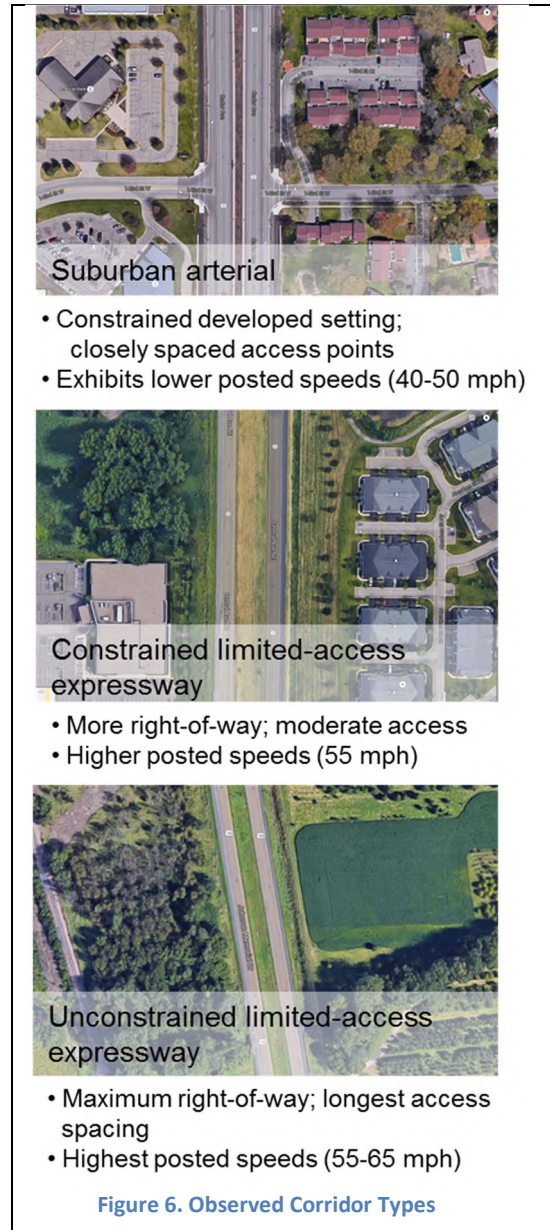 Suburban arterial
• Constrained developed setting;
closely spaced access points
• Exhibits lower posted speeds (40-50 mph)
Constrained limited-access
expressway
• More right-of-way; moderate access
• Higher posted speeds (55 mph)
Unconstrained limited-access
expressway
• Maximum right-of-way; longest access
spacing
• Highest posted speeds (55-65 mph)
Figure 6. Observed Corridor Types